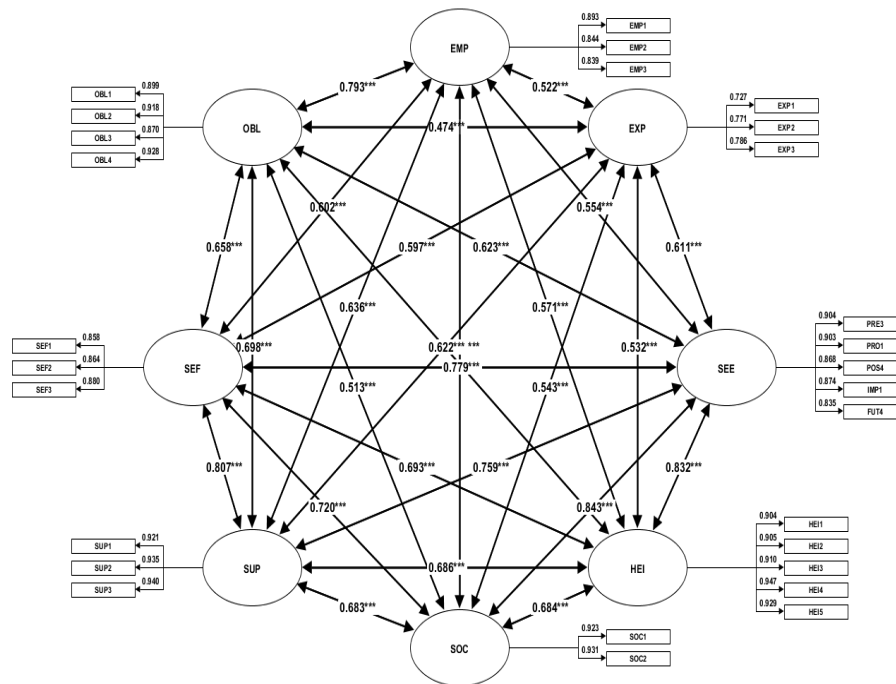 0.893
EMP1
EMP
0.844
EMP2
0.839
EMP3
0.899
OBL1
0.793***
0.522***
0.918
OBL2
0.727
EXP1
OBL
0.474***
EXP
0.771
EXP2
0.870
OBL3
0.786
EXP3
0.928
OBL4
0.602***
0.554***
0.658***
0.597***
0.623***
0.611***
0.636***
0.571***
0.904
PRE3
0.858
SEF1
0.903
PRO1
0.698***
0.622*** ***
0.532***
0.864
SEF2
SEF
0.779***
SEE
0.868
POS4
0.880
SEF3
0.513***
0.543***
0.874
IMP1
0.835
FUT4
0.807***
0.693***
0.759***
0.832***
0.720***
0.843***
0.904
HEI1
0.921
SUP1
0.905
HEI2
0.935
SUP2
SUP
0.686***
HEI
0.910
HEI3
0.940
SUP3
0.947
HEI4
0.683***
0.684***
0.929
HEI5
0.923
SOC1
SOC
0.931
SOC2